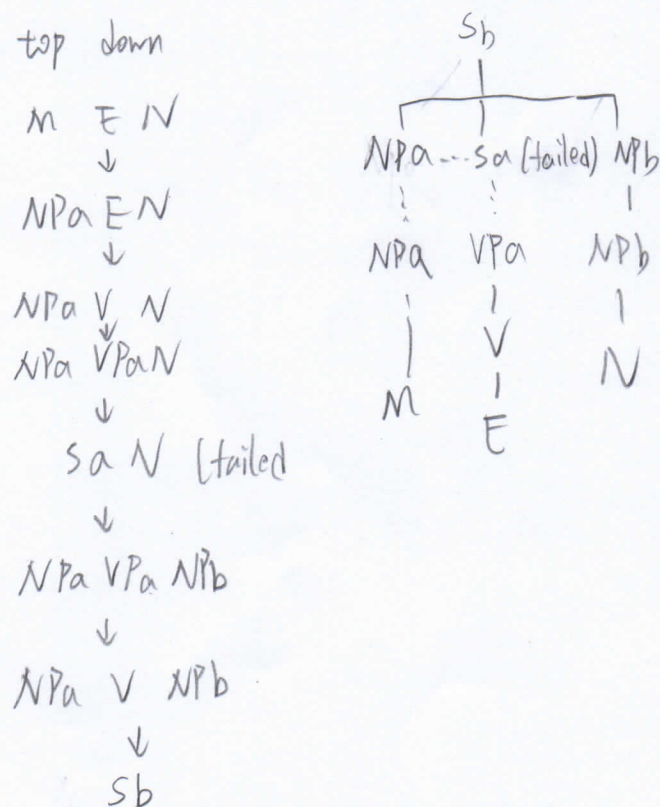 top down
M E N
↓
NPa E N
↓
NPa V N
↓
NPa VPa N
↓
Sa N (failed
↓
NPa VPa NPb
↓
NPa V NPb
↓
Sb
Sb
NPa --- Sa (failed) NPb
NPa VPa NPb
V
M E N